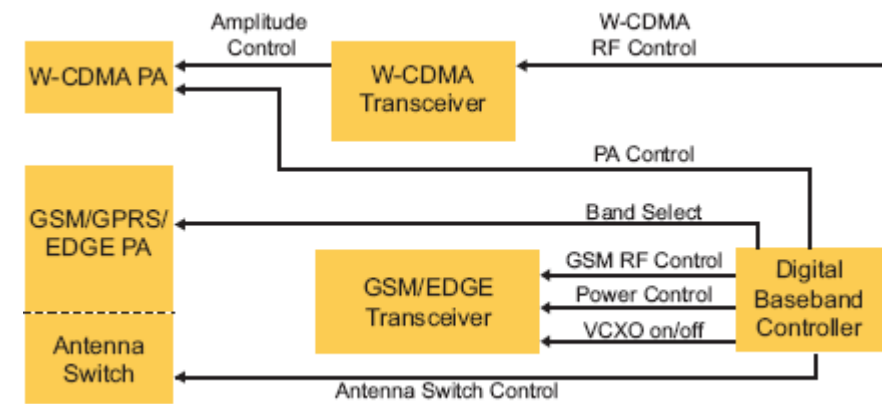 Amplitude
Control
W-CDMA
RF Control
W-CDMA PA
W-CDMA
Transceiver
PA Control
GSM/GPRS/
EDGE PA
Band Select
GSM RF Control
Power Control
VCXO on/off
GSM/EDGE
Transceiver
Digital
Baseband
Controller
Antenna
Switch
Antenna Switch Control